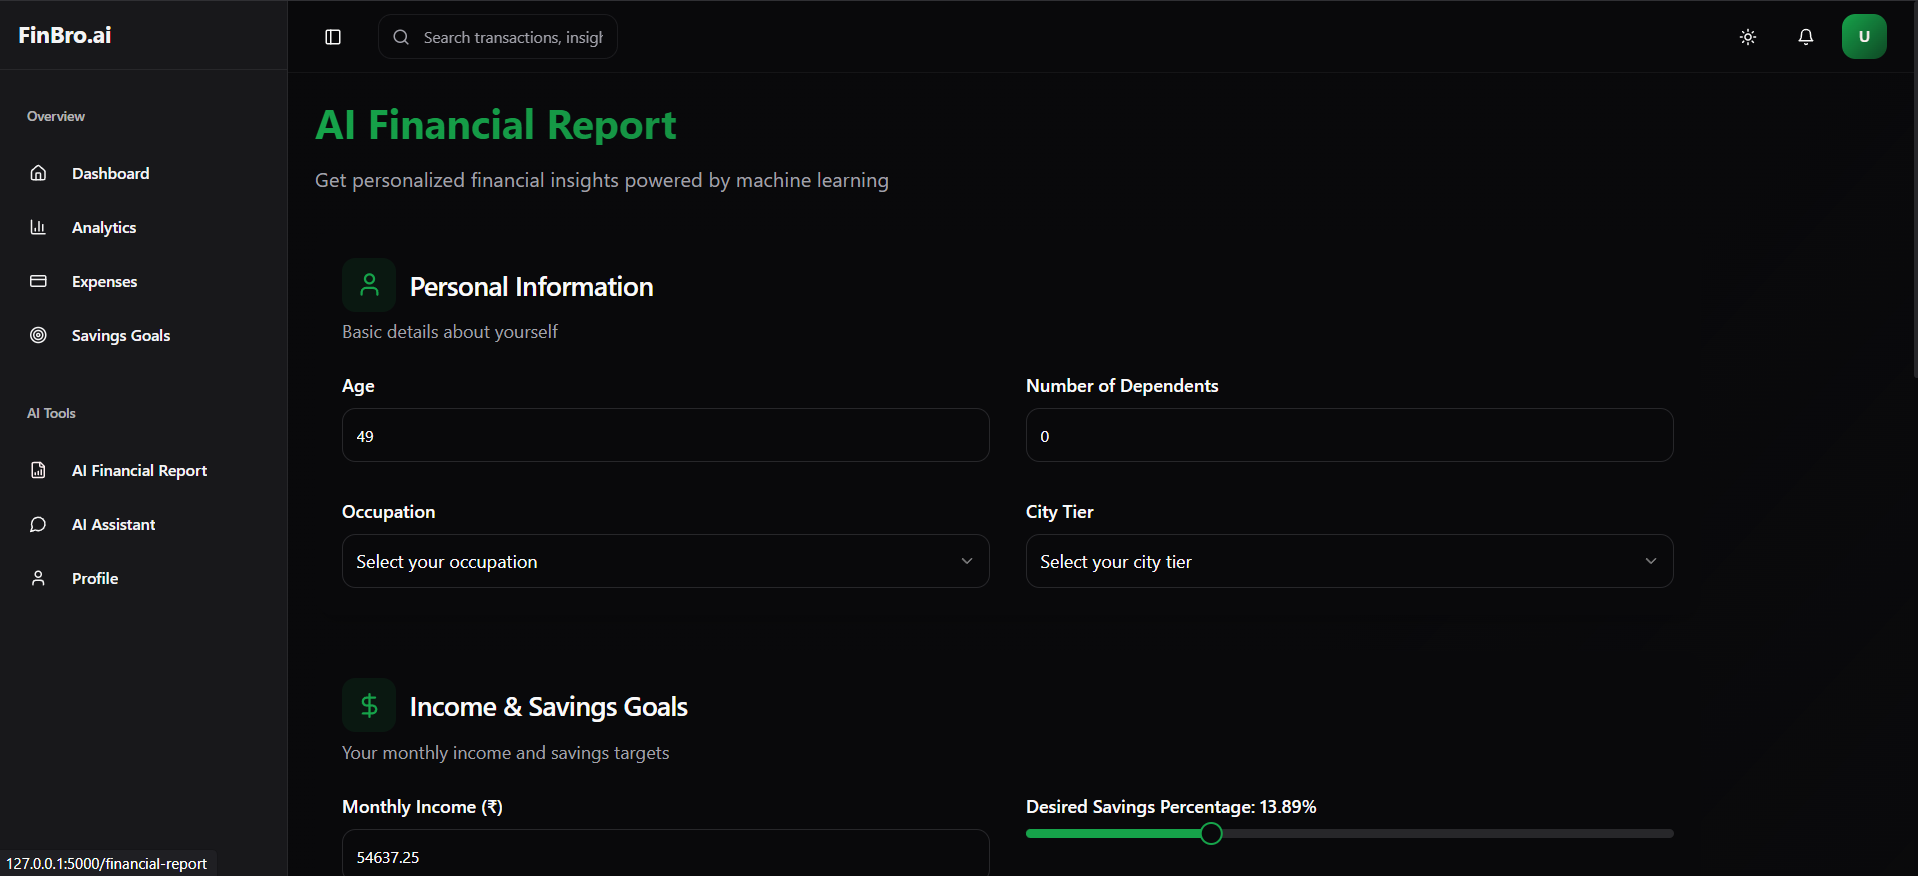 FinBro.ai
Search transactions, insigh
U
Overview
Dashboard
Analytics
Expenses
Savings Goals
AI Tools
AI Financial Report
AI Assistant
Profile
AI Financial Report
Get personalized financial insights powered by machine learning
Personal Information
Basic details about yourself
Age
49
Number of Dependents
0
Occupation
Select your occupation
City Tier
Select your city tier
Income & Savings Goals
Your monthly income and savings targets
Monthly Income (₹)
54637.25
Desired Savings Percentage: 13.89%
127.0.0.1:5000/financial-report